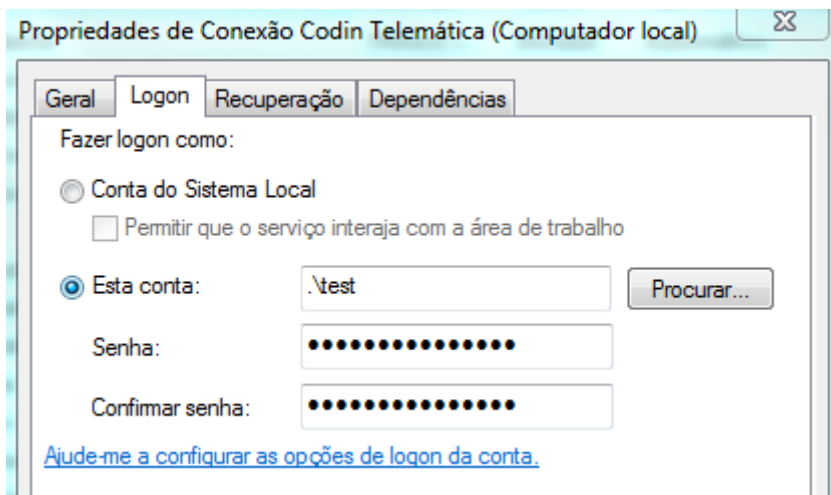 Propriedades de Conexão Codin Telemática (Computador local)
Geral Logon Recuperação Dependências
Fazer logon como:
Conta do Sistema Local
Permitir que o serviço interaja com a área de trabalho
Esta conta: .\test Procurar...
Senha: •••••••••••••••
Confirmar senha: •••••••••••••••
Ajude-me a configurar as opções de logon da conta.